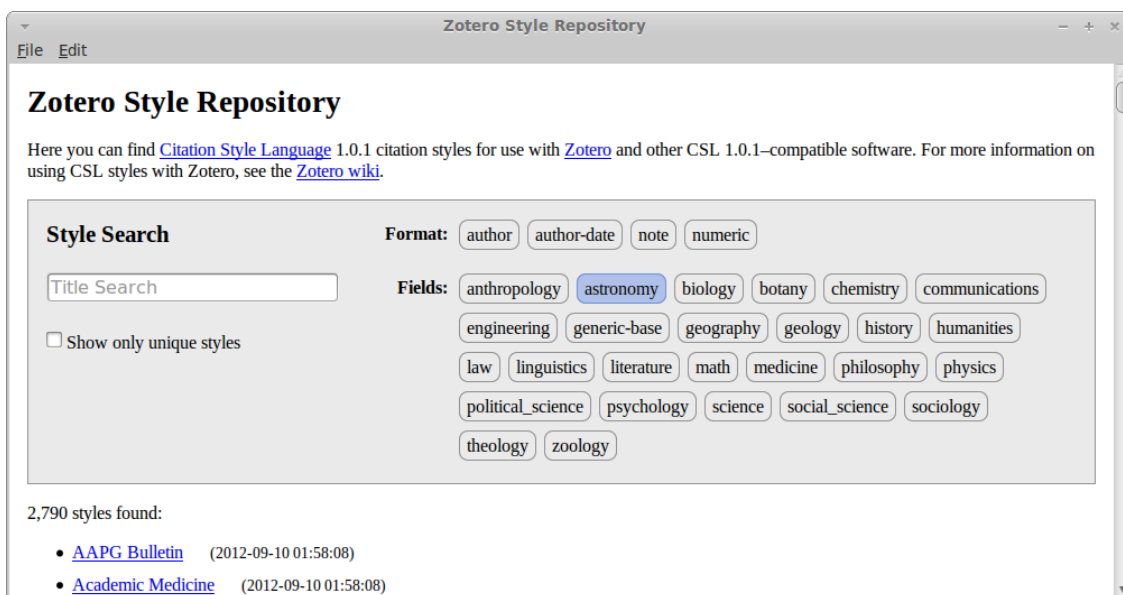 Zotero Style Repository
File Edit
Zotero Style Repository
Here you can find Citation Style Language 1.0.1 citation styles for use with Zotero and other CSL 1.0.1–compatible software. For more information on
using CSL styles with Zotero, see the Zotero wiki.
Style Search
Format: author author-date note numeric
Title Search
Fields: anthropology astronomy biology botany chemistry communications
engineering generic-base geography geology history humanities
Show only unique styles
law linguistics literature math medicine philosophy physics
political_science psychology science social_science sociology
theology zoology
2,790 styles found:
• AAPG Bulletin (2012-09-10 01:58:08)
• Academic Medicine (2012-09-10 01:58:08)